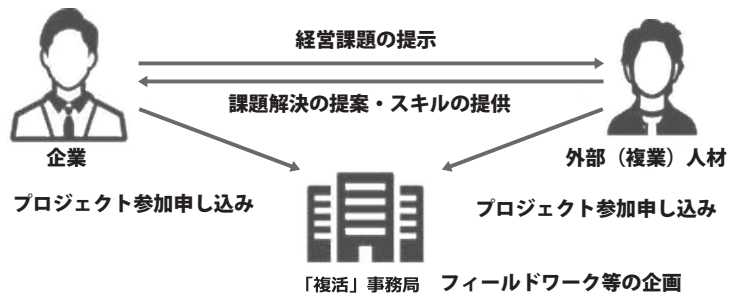 経営課題の提示
課題解決の提案・スキルの提供
企業
外部（複業）人材
プロジェクト参加申し込み
プロジェクト参加申し込み
「複活」事務局
フィールドワーク等の企画